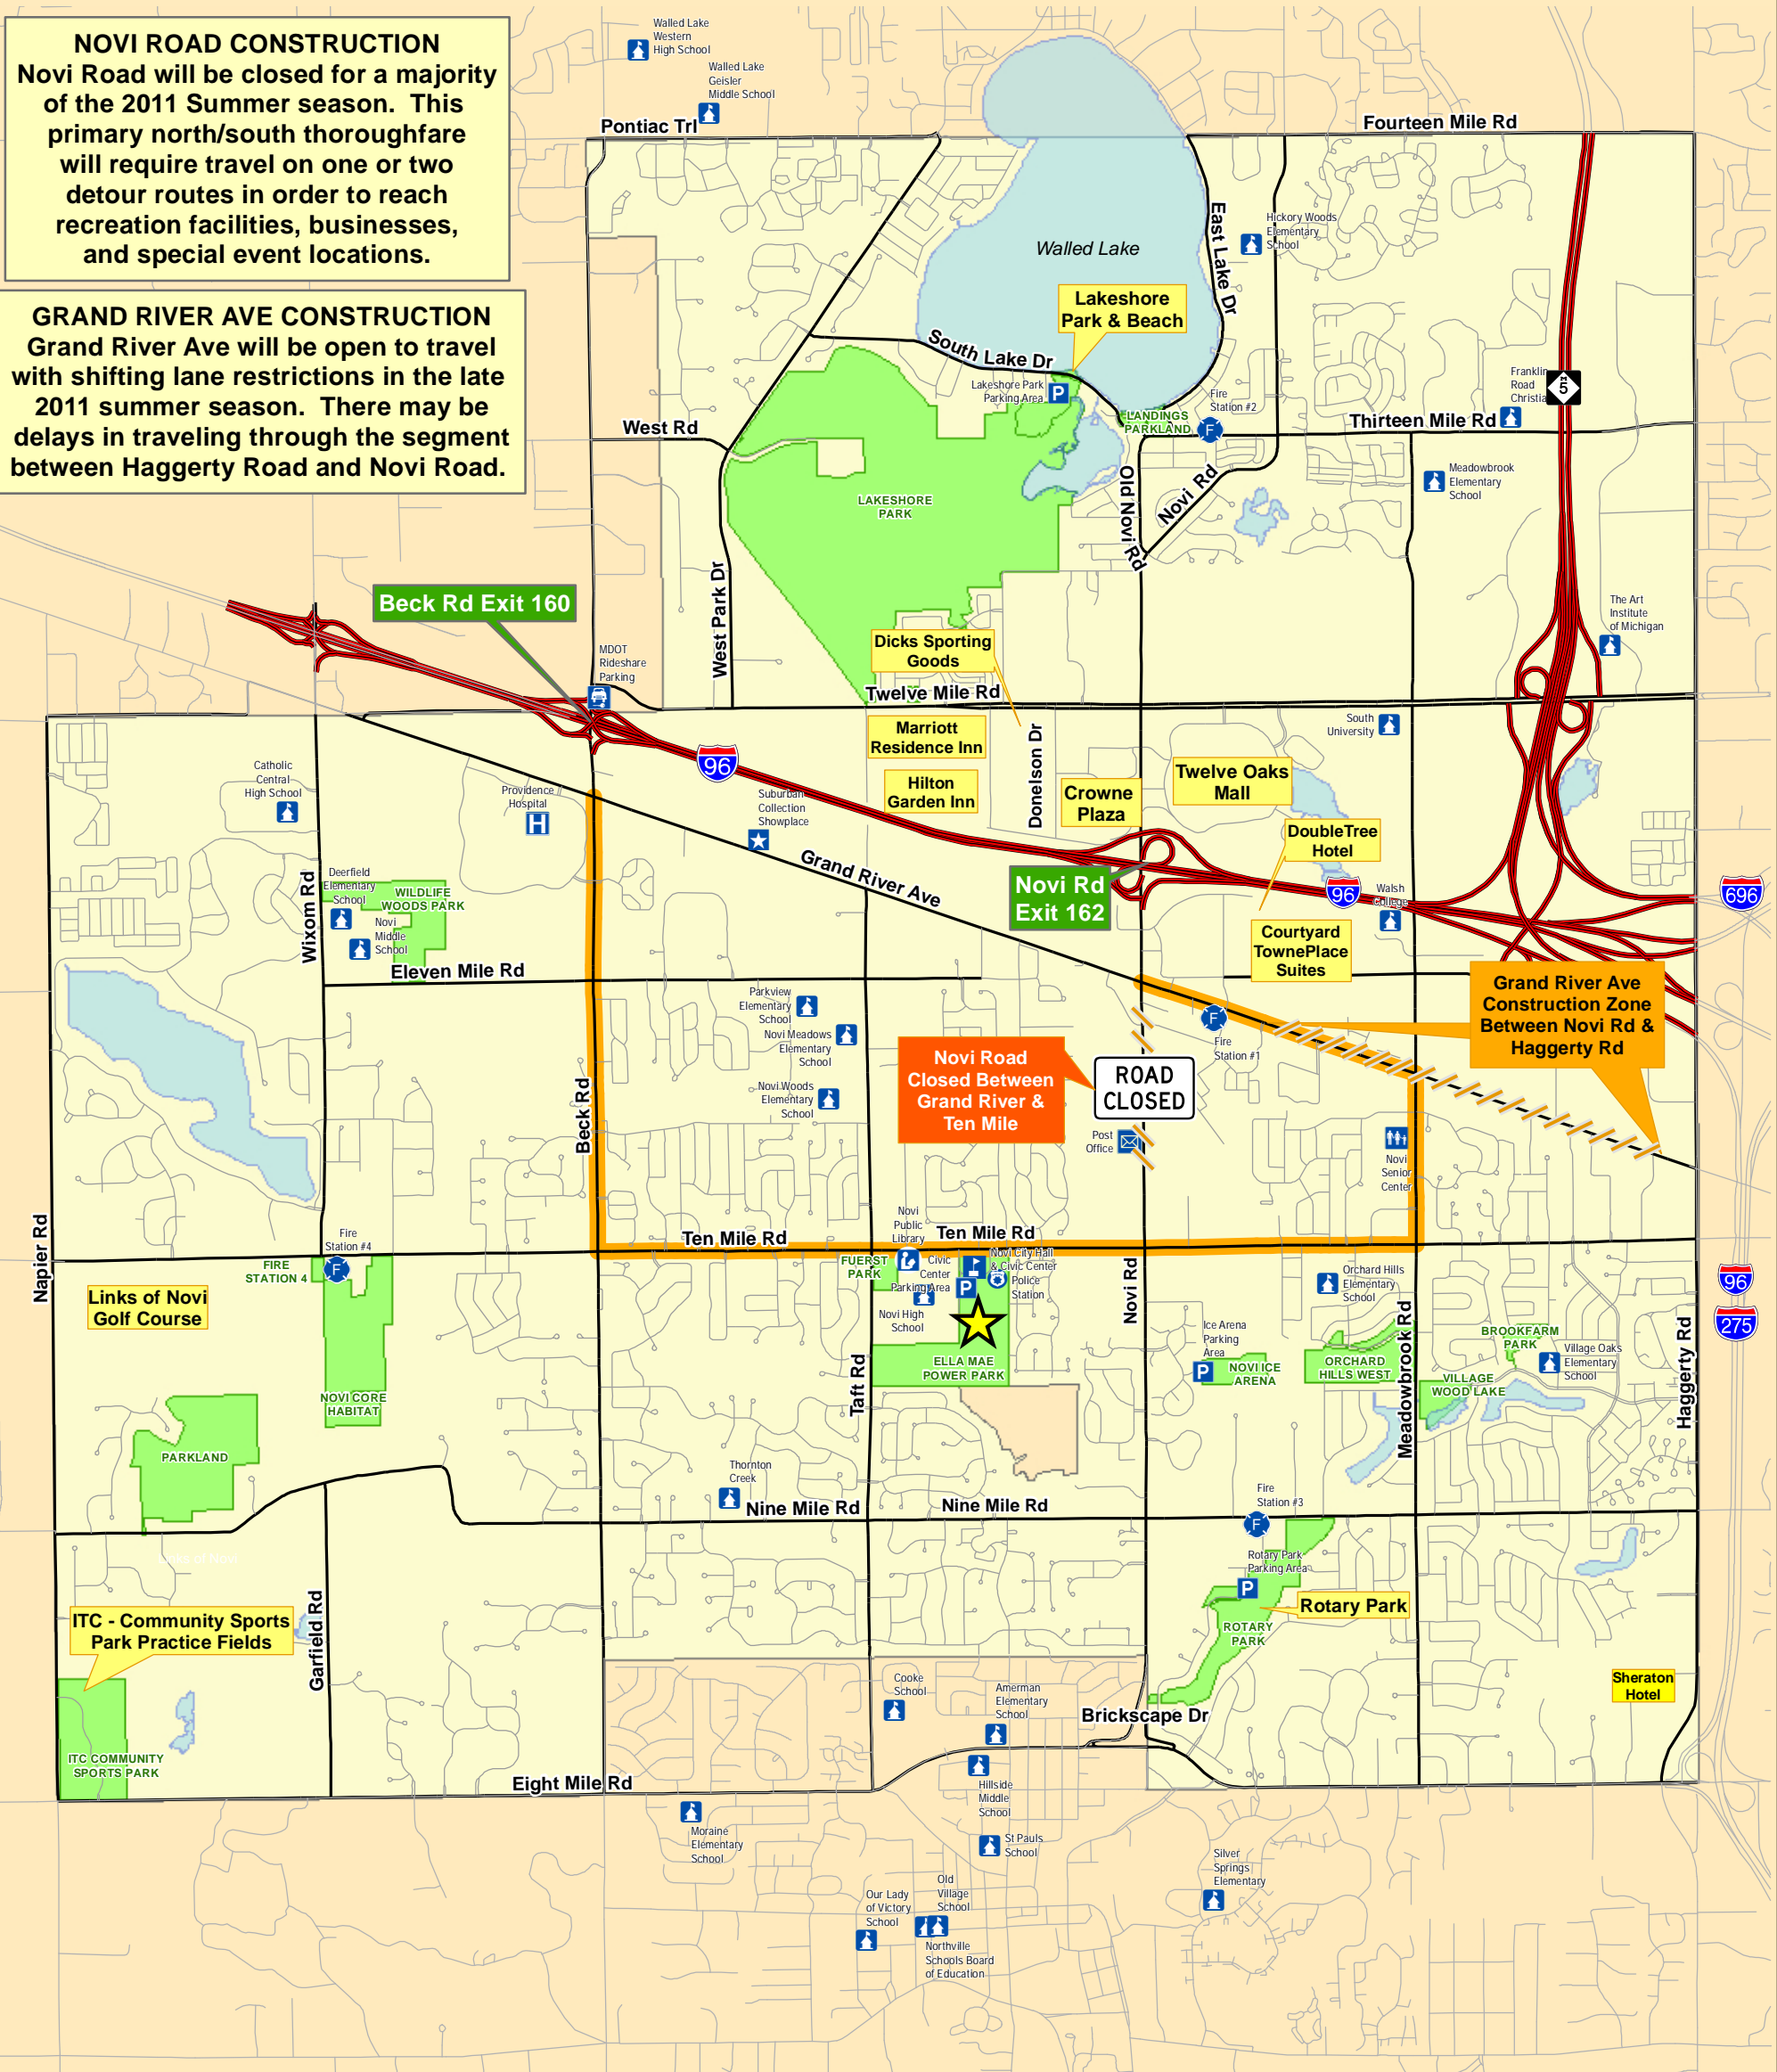 NOVI ROAD CONSTRUCTION
Novi Road will be closed for a majority
of the 2011 Summer season. This
primary north/south thoroughfare
will require travel on one or two
detour routes in order to reach
recreation facilities, businesses,
and special event locations.
GRAND RIVER AVE CONSTRUCTION
Grand River Ave will be open to travel
with shifting lane restrictions in the late
2011 summer season. There may be
delays in traveling through the segment
between Haggerty Road and Novi Road.
Walled Lake
Western
High School
Walled Lake
Geisler
Middle School
Pontiac Trl
Fourteen Mile Rd
Walled Lake
East Lake Dr
Hickory Woods
Elementary
School
Lakeshore
Park & Beach
South Lake Dr
Lakeshore Park
Parking Area
P
LANDINGS
PARKLAND
Fire
Station #2
F
Franklin
Road
Christia
5
Thirteen Mile Rd
West Rd
Meadowbrook
Elementary
School
LAKESHORE
PARK
Old Novi Rd
Novi Rd
West Park Dr
Beck Rd Exit 160
MDOT
Rideshare
Parking
The Art
Institute
of Michigan
Dicks Sporting
Goods
Twelve Mile Rd
Marriott
Residence Inn
Hilton
Garden Inn
Donelson Dr
Crowne
Plaza
Twelve Oaks
Mall
South
University
96
Catholic
Central
High School
Providence
Hospital
H
Suburban
Collection
Showplace
Grand River Ave
DoubleTree
Hotel
Novi Rd
Exit 162
96
Walsh
College
696
Wixom Rd
Deerfield
Elementary
School
WILDLIFE
WOODS PARK
Novi
Middle
School
Eleven Mile Rd
Courtyard
TownePlace
Suites
Grand River Ave
Construction Zone
Between Novi Rd &
Haggerty Rd
Parkview
Elementary
School
Novi Meadows
Elementary
School
Novi Woods
Elementary
School
F
Fire
Station #1
Novi Road
Closed Between
Grand River &
Ten Mile
ROAD
CLOSED
Post
Office
Novi
Senior
Center
Beck Rd
Napier Rd
Fire
Station #4
F
FIRE
STATION 4
Ten Mile Rd
Ten Mile Rd
Novi
Public
Library
FUERST
PARK
Civic
Center
Parking Area
P
Novi City Hall
& Civic Center
Police
Station
Novi High
School
ELLA MAE
POWER PARK
Novi Rd
Orchard Hills
Elementary
School
96
275
Links of Novi
Golf Course
NOVI CORE
HABITAT
PARKLAND
Taft Rd
Ice Arena
Parking
Area
P
NOVI ICE
ARENA
ORCHARD
HILLS WEST
Meadowbrook Rd
BROOKFARM
PARK
Village Oaks
Elementary
School
VILLAGE
WOOD LAKE
Haggerty Rd
Thornton
Creek
Nine Mile Rd
Nine Mile Rd
Fire
Station #3
F
Links of Novi
Rotary Park
Parking Area
P
Rotary Park
ROTARY
PARK
ITC - Community Sports
Park Practice Fields
Garfield Rd
ITC COMMUNITY
SPORTS PARK
Sheraton
Hotel
Cooke
School
Amerman
Elementary
School
Brickscape Dr
Eight Mile Rd
Hillside
Middle
School
Moraine
Elementary
School
St Pauls
School
Silver
Springs
Elementary
Our Lady
of Victory
School
Old
Village
School
Northville
Schools Board
of Education